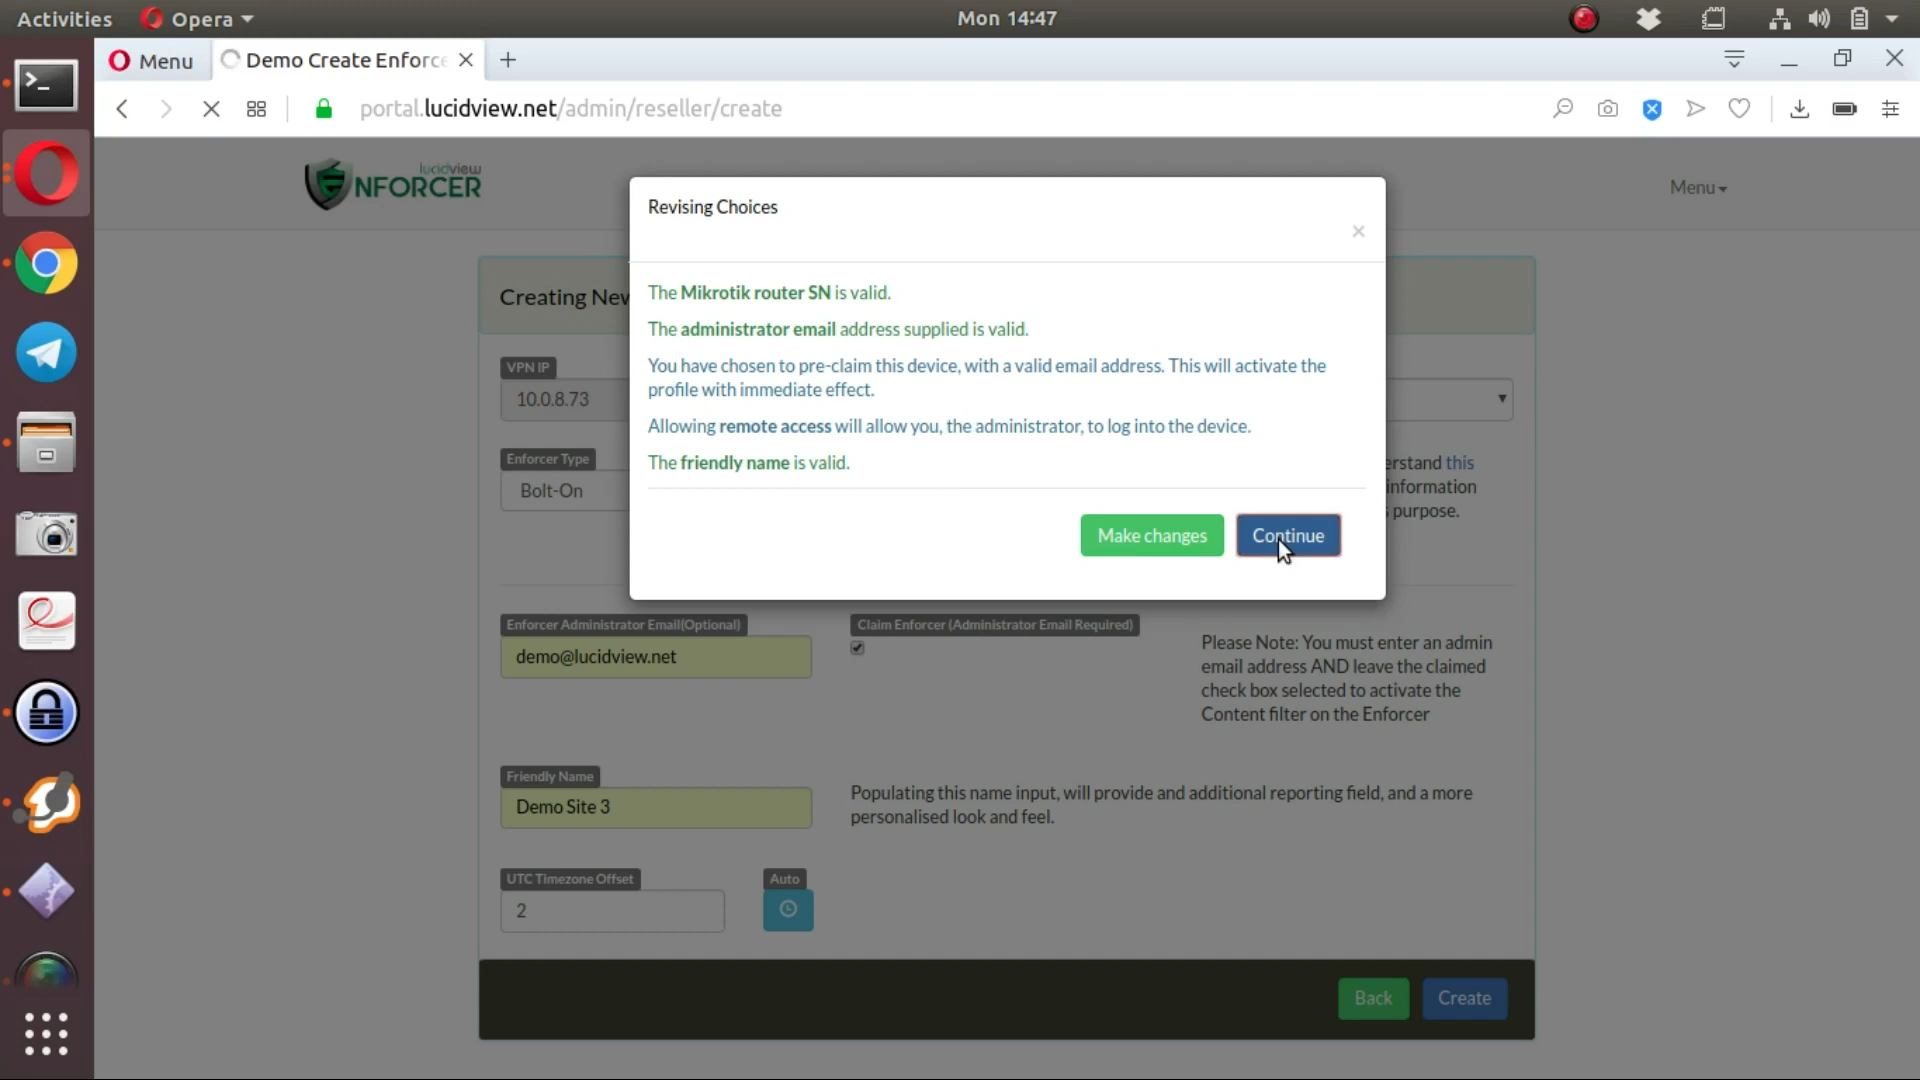 Activities
Opera
Mon 14:47
Menu
Demo Create Enforce
portal.lucidview.net/admin/reseller/create
lucidview
NFORCER
Menu
Revising Choices
×
Creating New
The Mikrotik router SN is valid.
The administrator email address supplied is valid.
You have chosen to pre-claim this device, with a valid email address. This will activate the
profile with immediate effect.
Allowing remote access will allow you, the administrator, to log into the device.
The friendly name is valid.
Make changes
Continue
VPN IP
10.0.8.73
Enforcer Type
Bolt-On
erstand this
information
purpose.
Enforcer Administrator Email(Optional)
demo@lucidview.net
Claim Enforcer (Administrator Email Required)
Please Note: You must enter an admin
email address AND leave the claimed
check box selected to activate the
Content filter on the Enforcer
Friendly Name
Demo Site 3
Populating this name input, will provide and additional reporting field, and a more
personalised look and feel.
UTC Timezone Offset
2
Auto
Back
Create